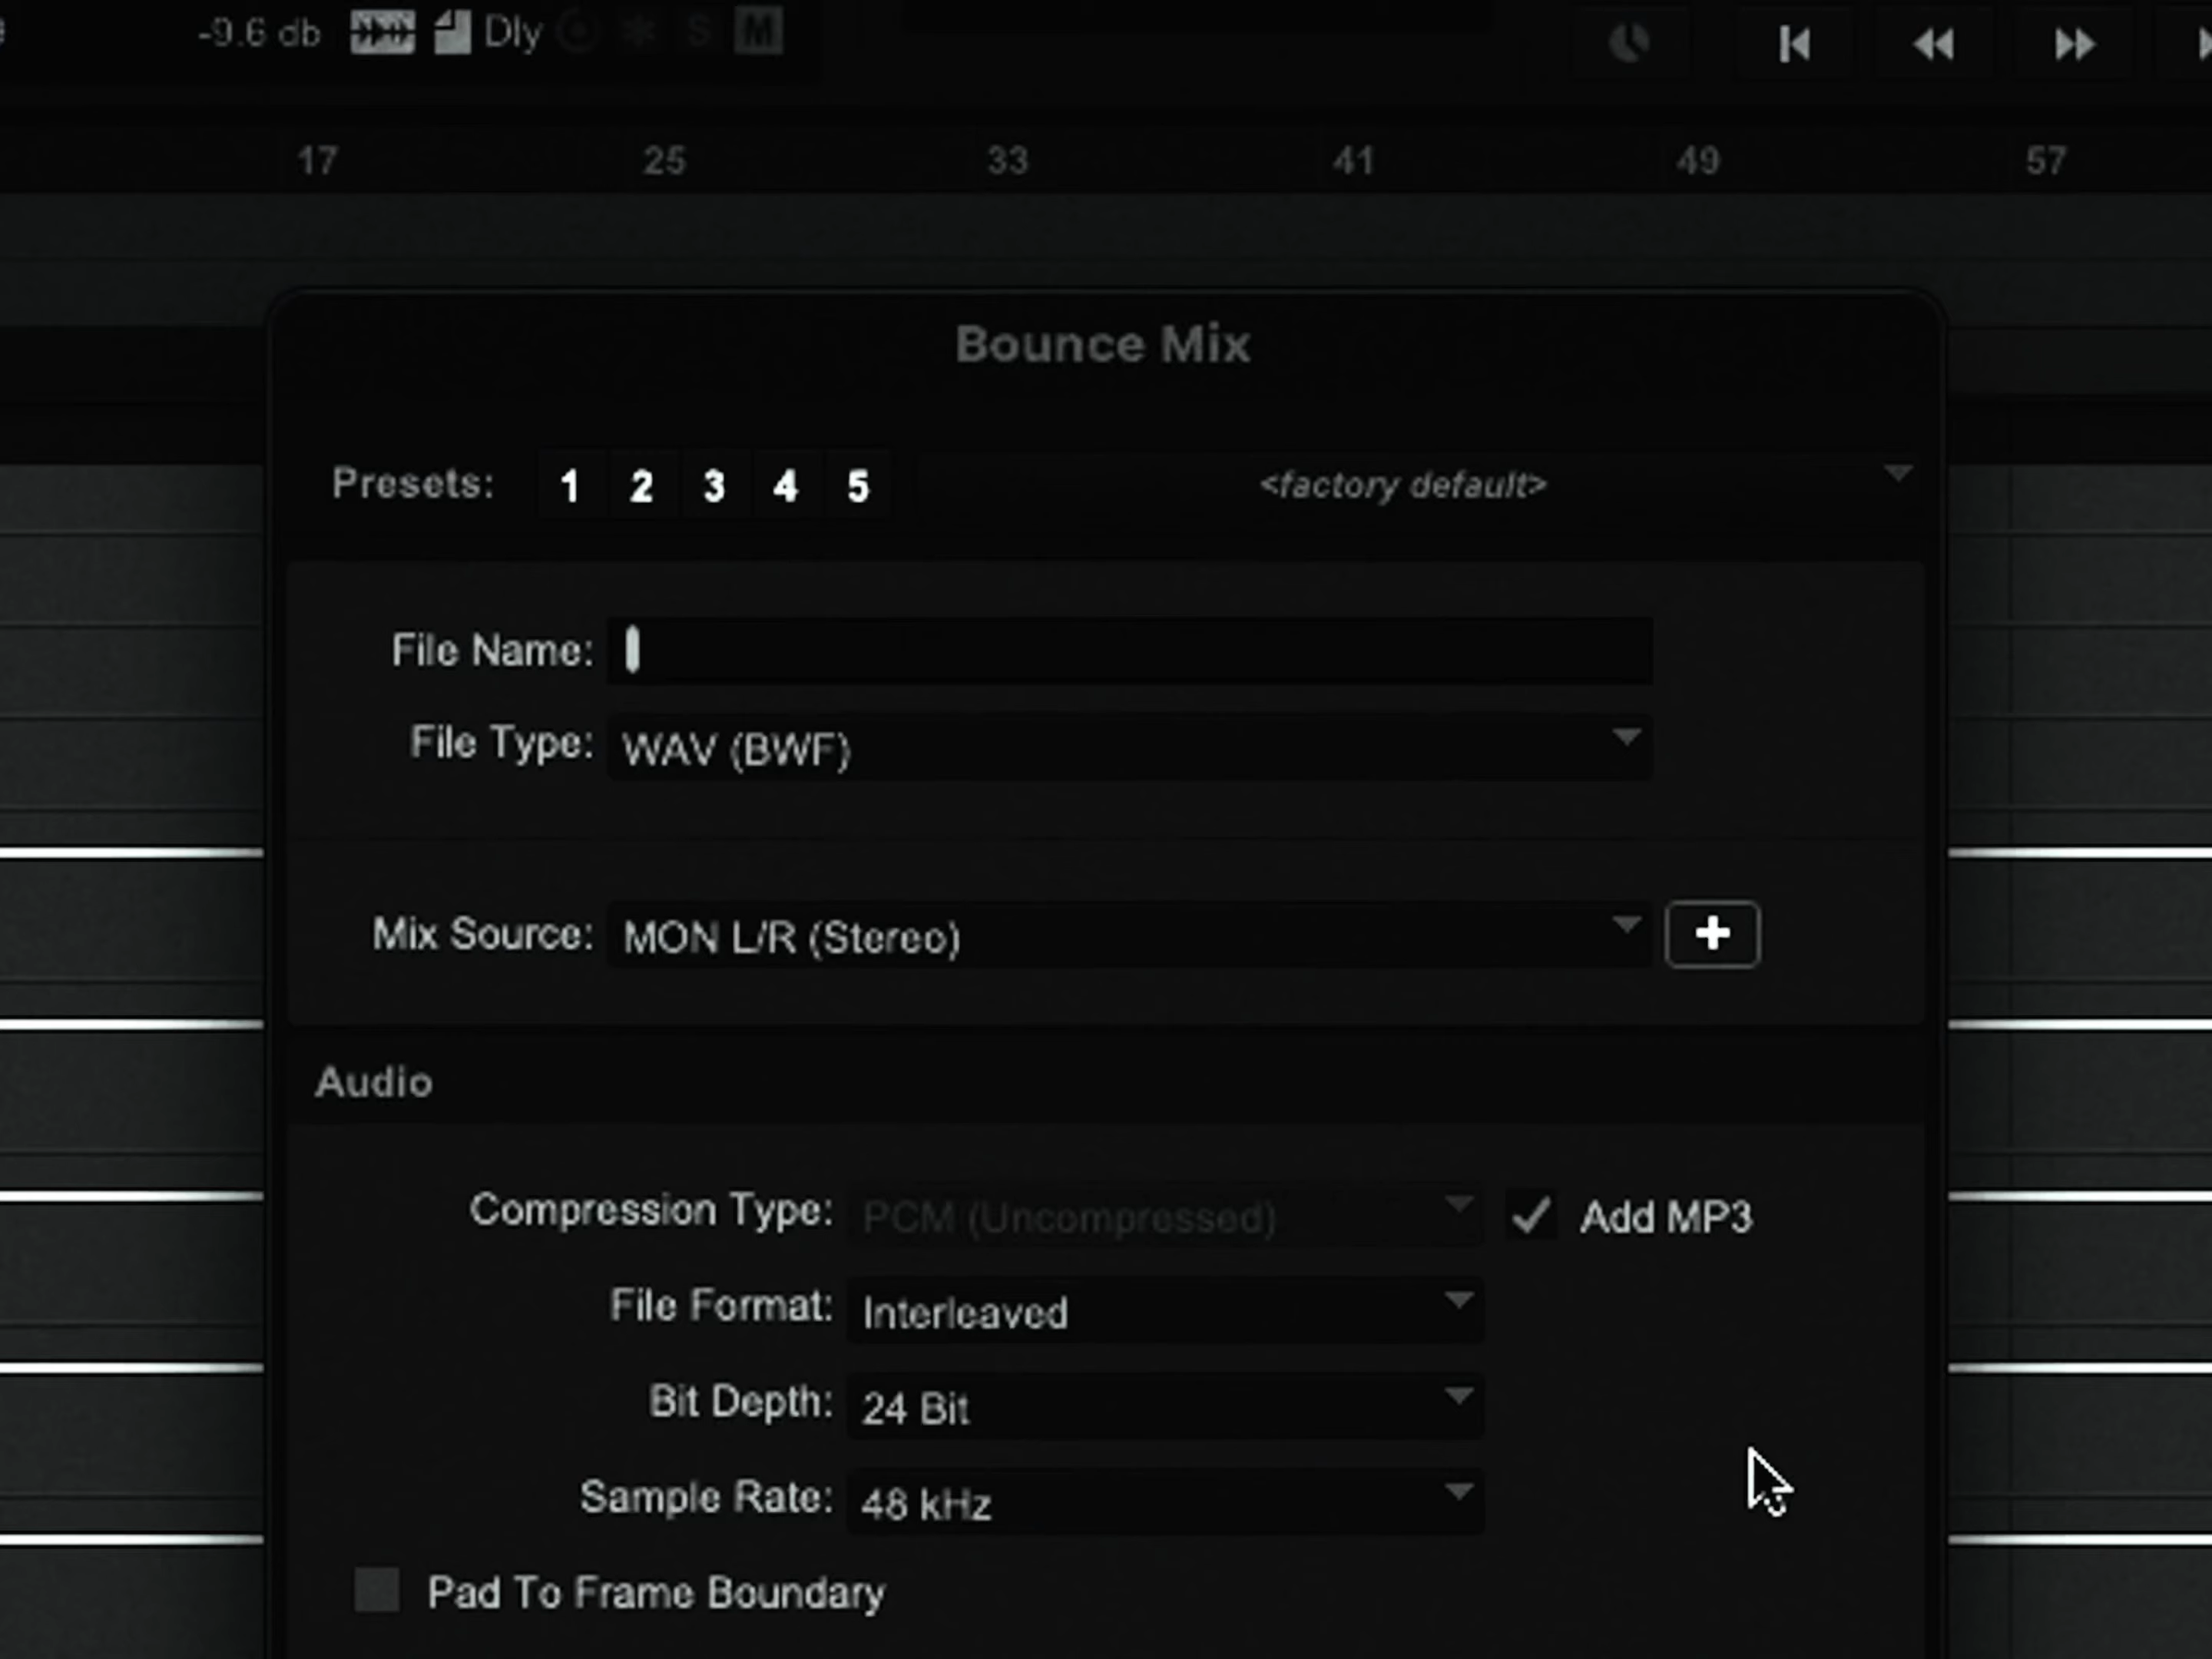 -9.6 db Dly S M
17 25 33 41 49 57
Bounce Mix
Presets: 1 2 3 4 5 <factory default>
File Name:
File Type: WAV (BWF)
Mix Source: MON L/R (Stereo) +
Audio
Compression Type: PCM (Uncompressed) Add MP3
File Format: Interleaved
Bit Depth: 24 Bit
Sample Rate: 48 kHz
Pad To Frame Boundary